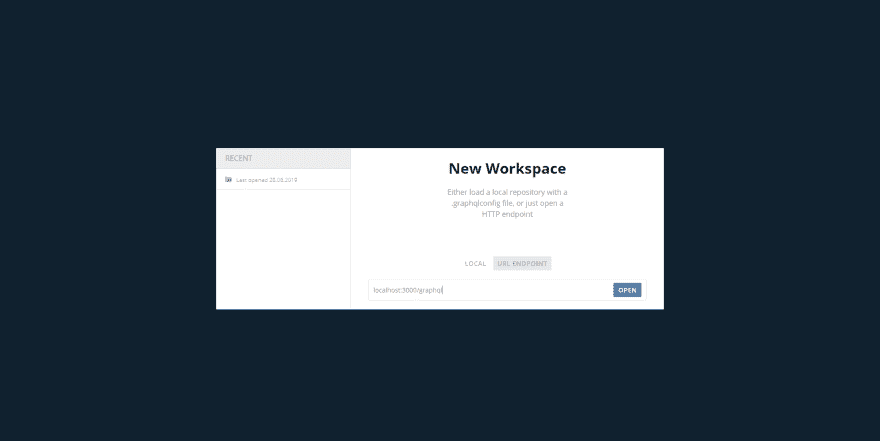 RECENT
Last opened 25.06.2019
New Workspace
Either load a local repository with a
.graphqlconfig file, or just open a
HTTP endpoint
LOCAL URL ENDPOINT
localhost:3000/graphql
OPEN